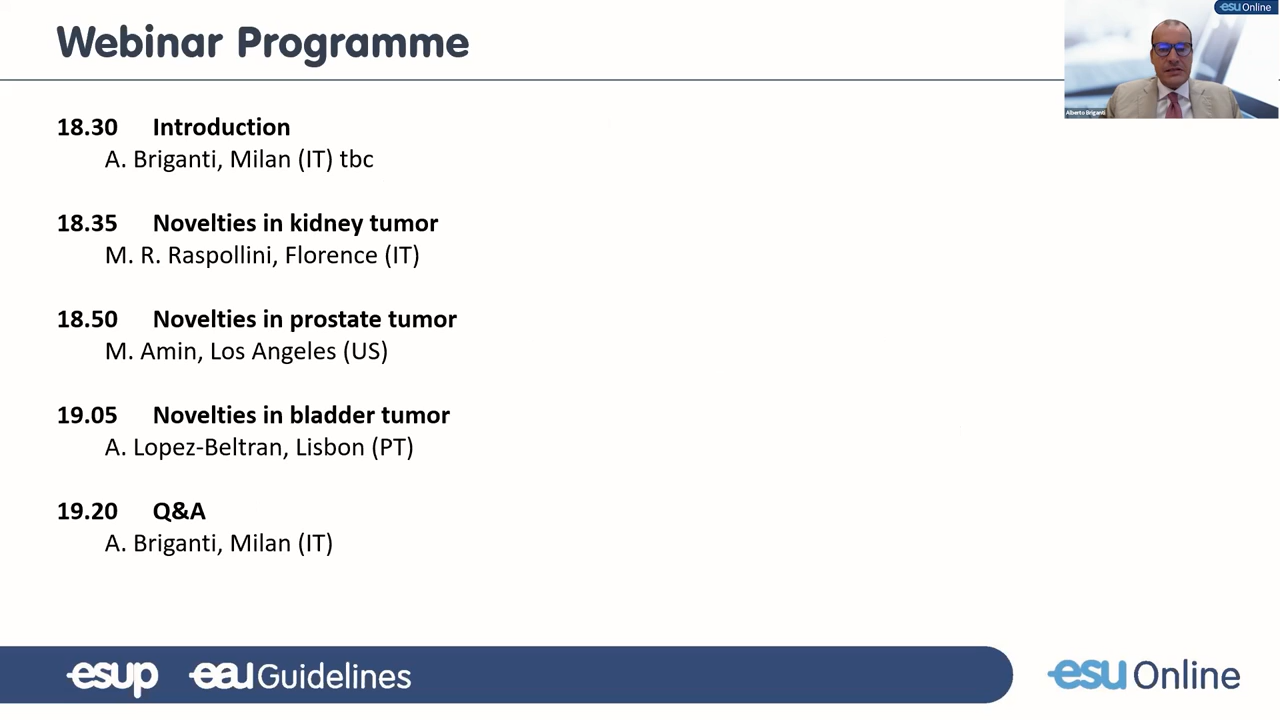 Webinar Programme
esu Online
Alberto Briganti
18.30 Introduction
A. Briganti, Milan (IT) tbc
18.35 Novelties in kidney tumor
M. R. Raspollini, Florence (IT)
18.50 Novelties in prostate tumor
M. Amin, Los Angeles (US)
19.05 Novelties in bladder tumor
A. Lopez-Beltran, Lisbon (PT)
19.20 Q&A
A. Briganti, Milan (IT)
esup eau Guidelines
esu Online